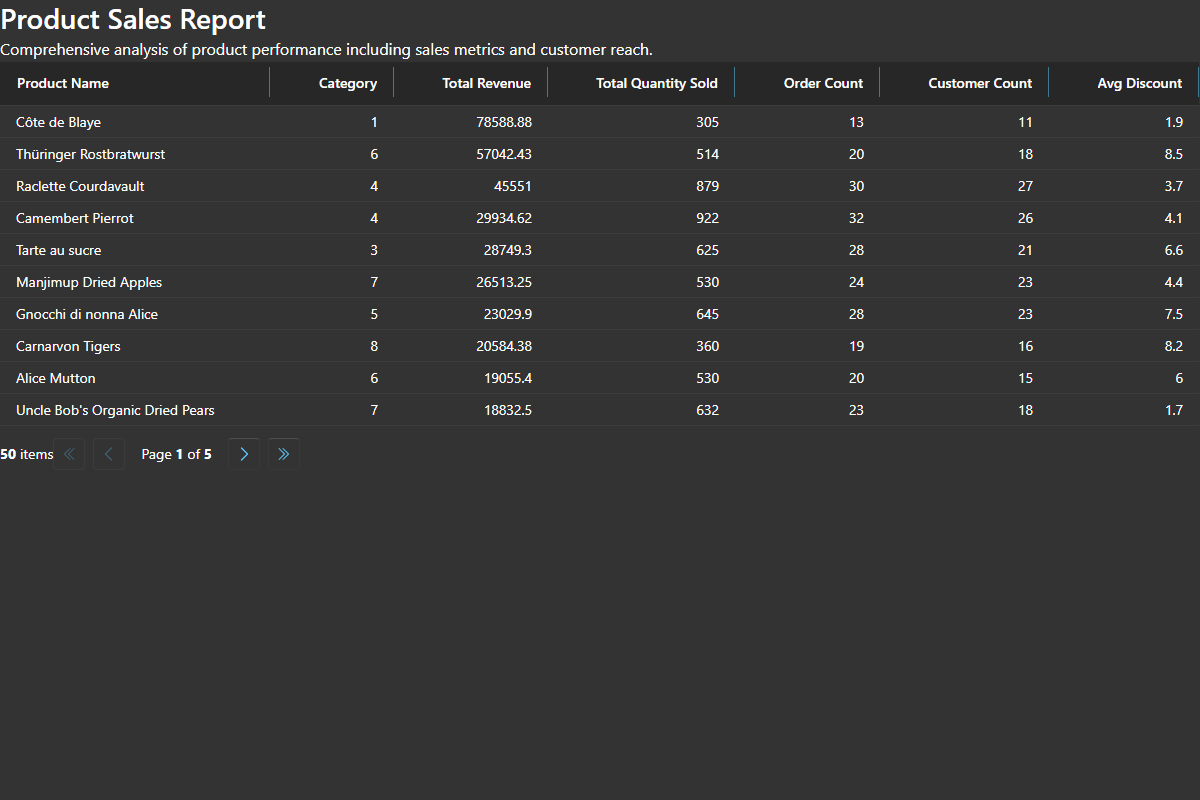 Product Sales Report
Comprehensive analysis of product performance including sales metrics and customer reach.
Product Name Category Total Revenue Total Quantity Sold Order Count Customer Count Avg Discount
Côte de Blaye 1 78588.88 305 13 11 1.9
Thüringer Rostbratwurst 6 57042.43 514 20 18 8.5
Raclette Courdavault 4 45551 879 30 27 3.7
Camembert Pierrot 4 29934.62 922 32 26 4.1
Tarte au sucre 3 28749.3 625 28 21 6.6
Manjimup Dried Apples 7 26513.25 530 24 23 4.4
Gnocchi di nonna Alice 5 23029.9 645 28 23 7.5
Carnarvon Tigers 8 20584.38 360 19 16 8.2
Alice Mutton 6 19055.4 530 20 15 6
Uncle Bob's Organic Dried Pears 7 18832.5 632 23 18 1.7
50 items Page 1 of 5